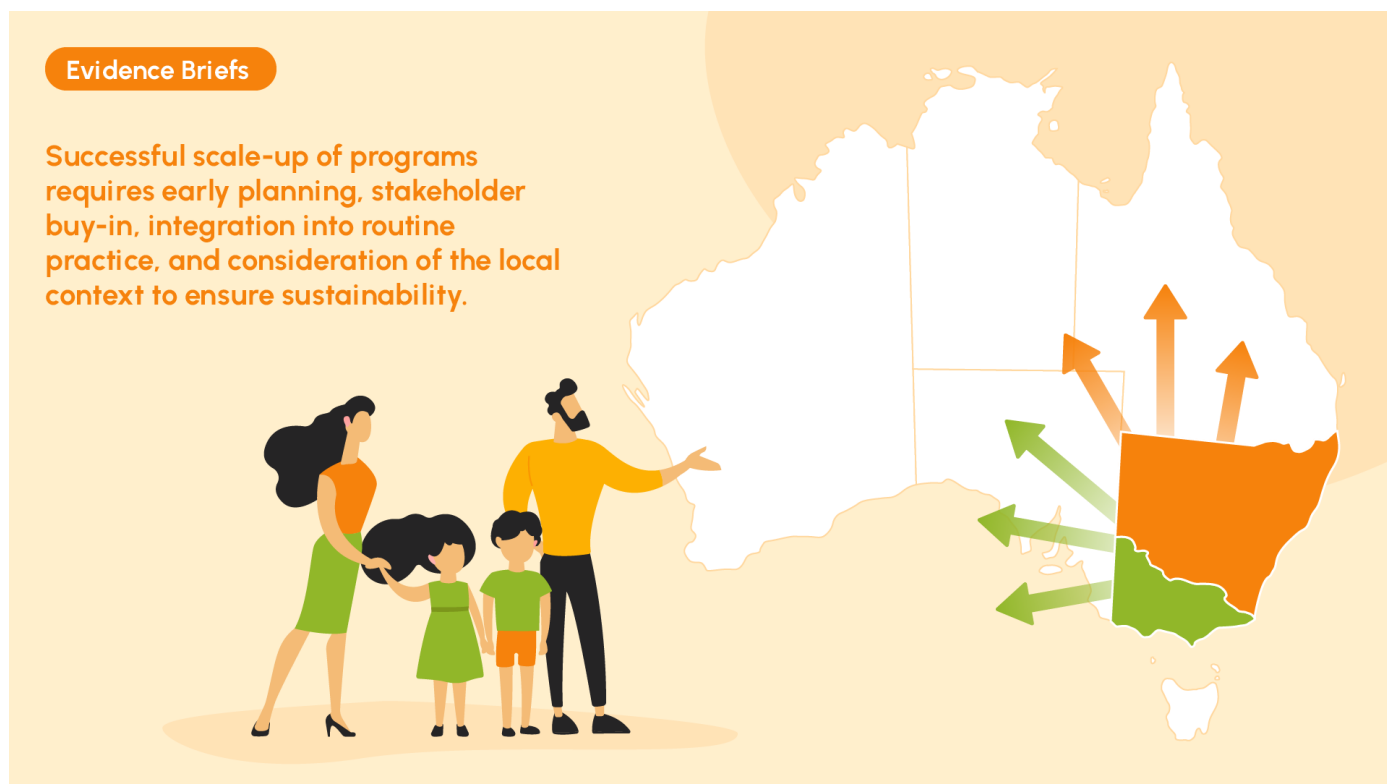 Evidence Briefs
Successful scale-up of programs
requires early planning, stakeholder
buy-in, integration into routine
practice, and consideration of the local
context to ensure sustainability.